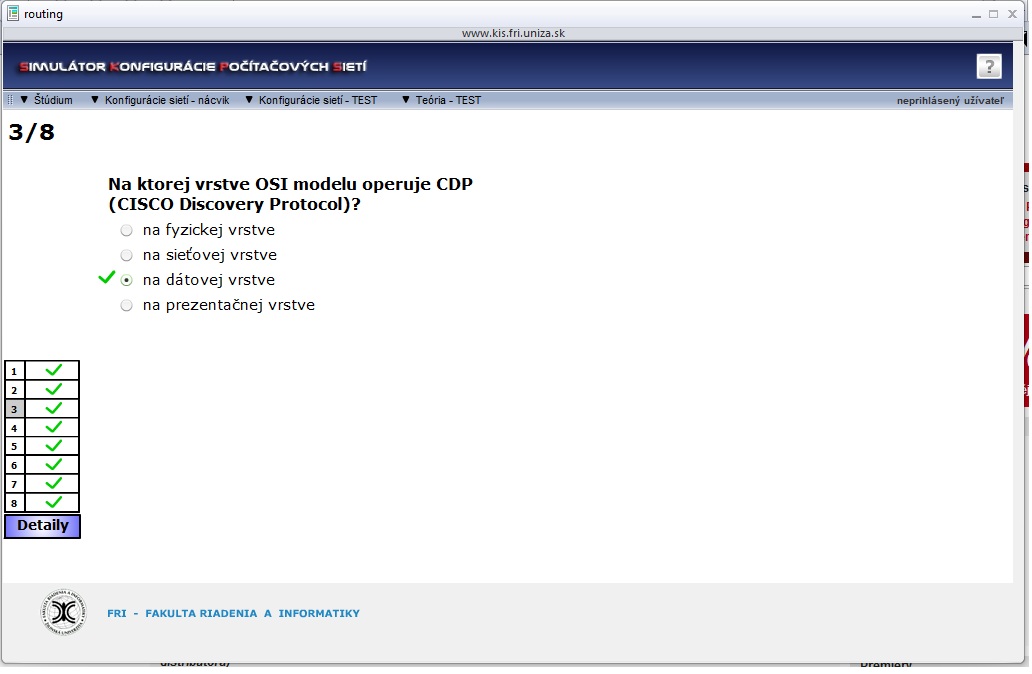 routing
www.kis.fri.uniza.sk
SIMULÁTOR KONFIGURÁCIE POČÍTAČOVÝCH SIETÍ
?
▼ Štúdium ▼ Konfigurácie sietí - nácvik ▼ Konfigurácie sietí - TEST ▼ Teória - TEST neprihlásený užívateľ
3/8
Na ktorej vrstve OSI modelu operuje CDP
(CISCO Discovery Protocol)?
na fyzickej vrstve
na sieťovej vrstve
na dátovej vrstve
na prezentačnej vrstve
1
2
3
4
5
6
7
8
Detaily
FRI - FAKULTA RIADENIA A INFORMATIKY